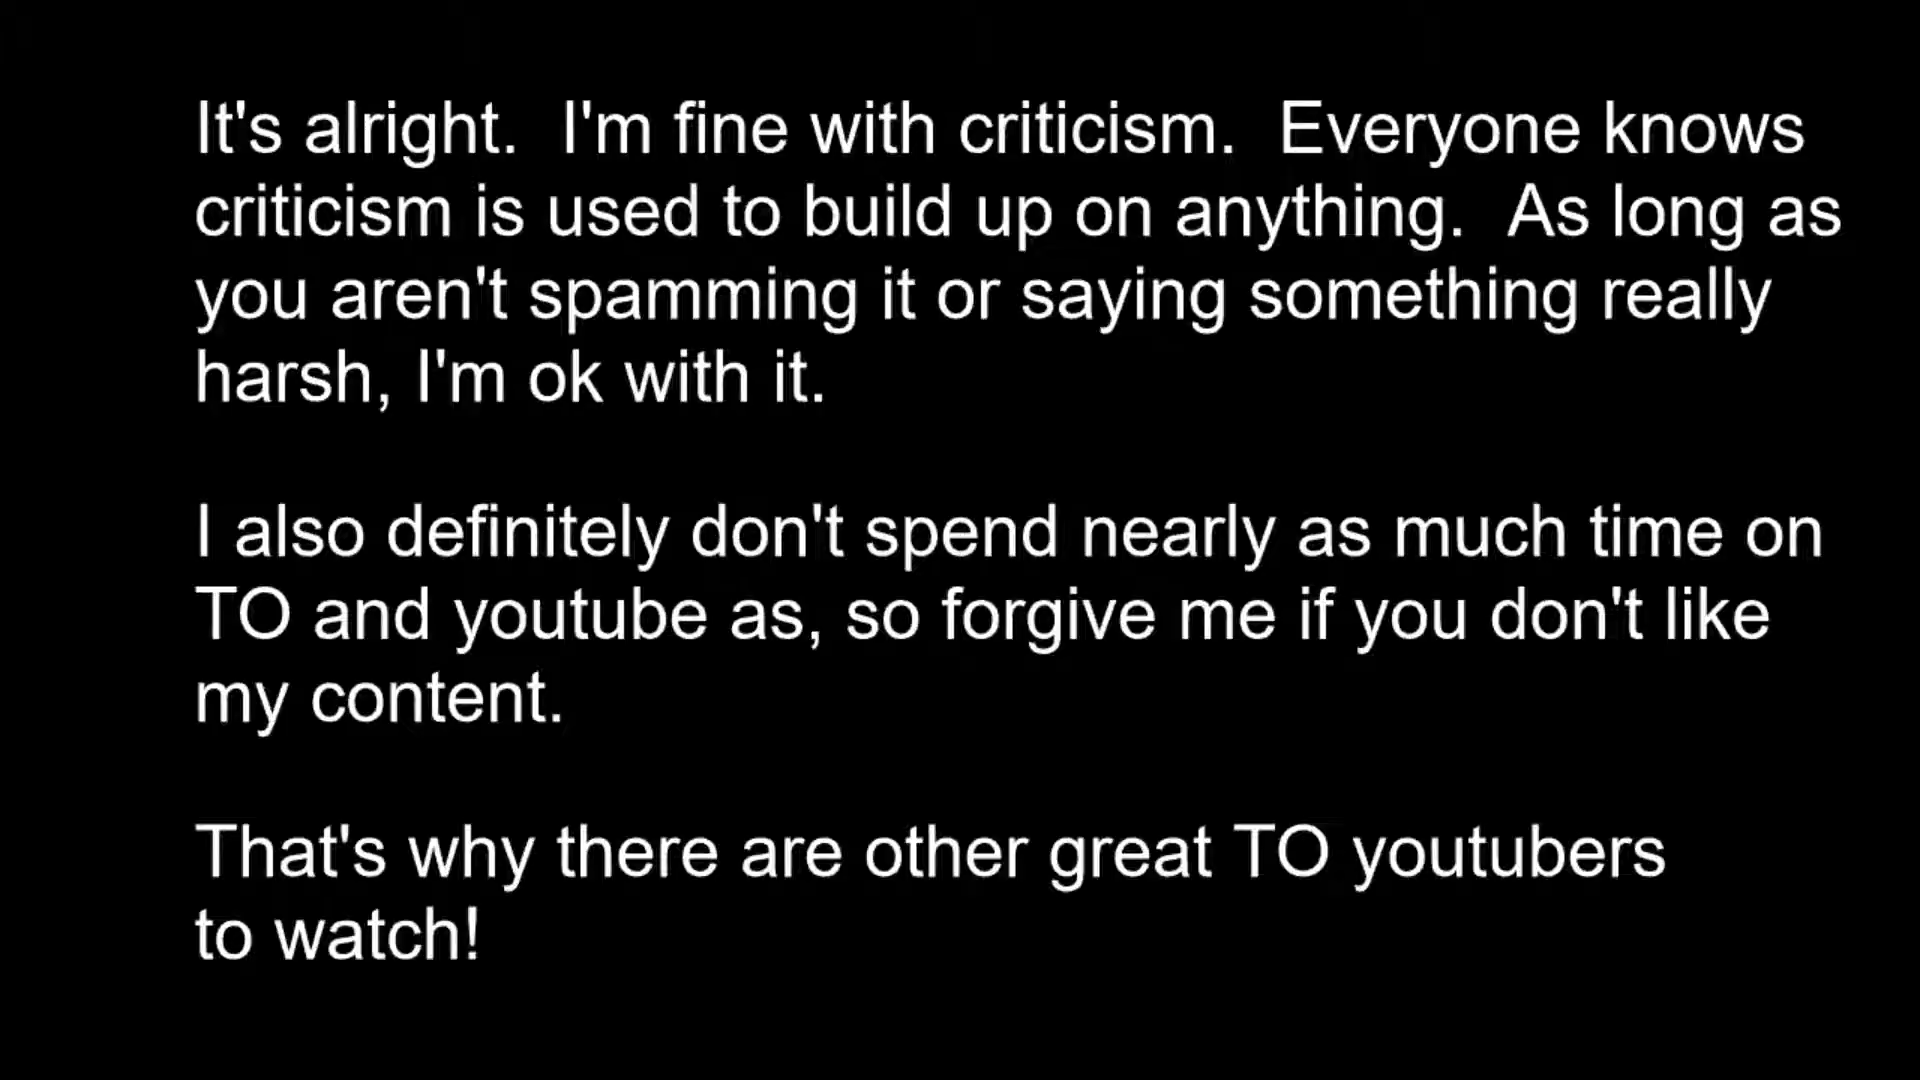 It's alright.  I'm fine with criticism.  Everyone knows
criticism is used to build up on anything.  As long as
you aren't spamming it or saying something really
harsh, I'm ok with it.
I also definitely don't spend nearly as much time on
TO and youtube as, so forgive me if you don't like
my content.
That's why there are other great TO youtubers
to watch!